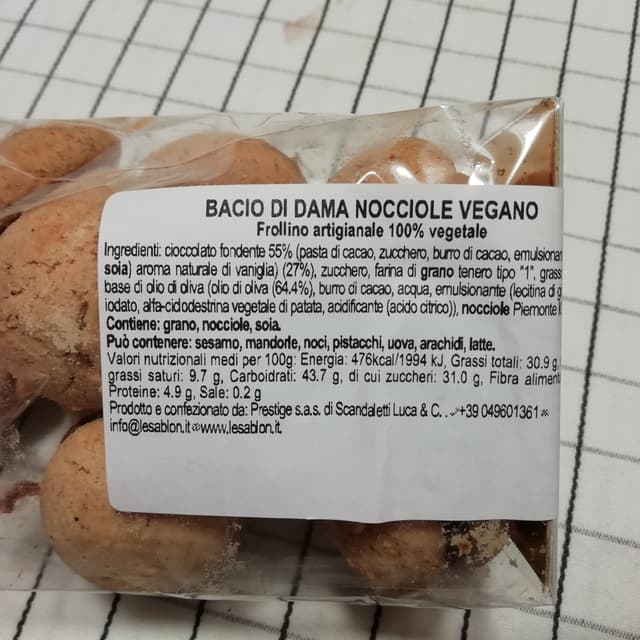 BACIO DI DAMA NOCCIOLE VEGANO
Frollino artigianale 100% vegetale
Ingredienti: cioccolato fondente 55% (pasta di cacao, zucchero, burro di cacao, emulsionan
soia) aroma naturale di vaniglia) (27%), zucchero, farina di grano tenero tipo "1", grass
base di olio di oliva (olio di oliva (64.4%), burro di cacao, acqua, emulsionante (lecitina di g
iodato, alfa-ciclodestrina vegetale di patata, acidificante (acido citrico)), nocciole Piemonte
Contiene: grano, nocciole, soia.
Può contenere: sesamo, mandorle, noci, pistacchi, uova, arachidi, latte.
Valori nutrizionali medi per 100g: Energia: 476kcal/1994 kJ, Grassi totali: 30.9 g,
grassi saturi: 9.7 g, Carboidrati: 43.7 g, di cui zuccheri: 31.0 g, Fibra aliment
Proteine: 4.9 g, Sale: 0.2 g
Prodotto e confezionato da: Prestige s.a.s. di Scandaletti Luca & C. . +39 049601361
info@lesablon.it www.lesablon.it